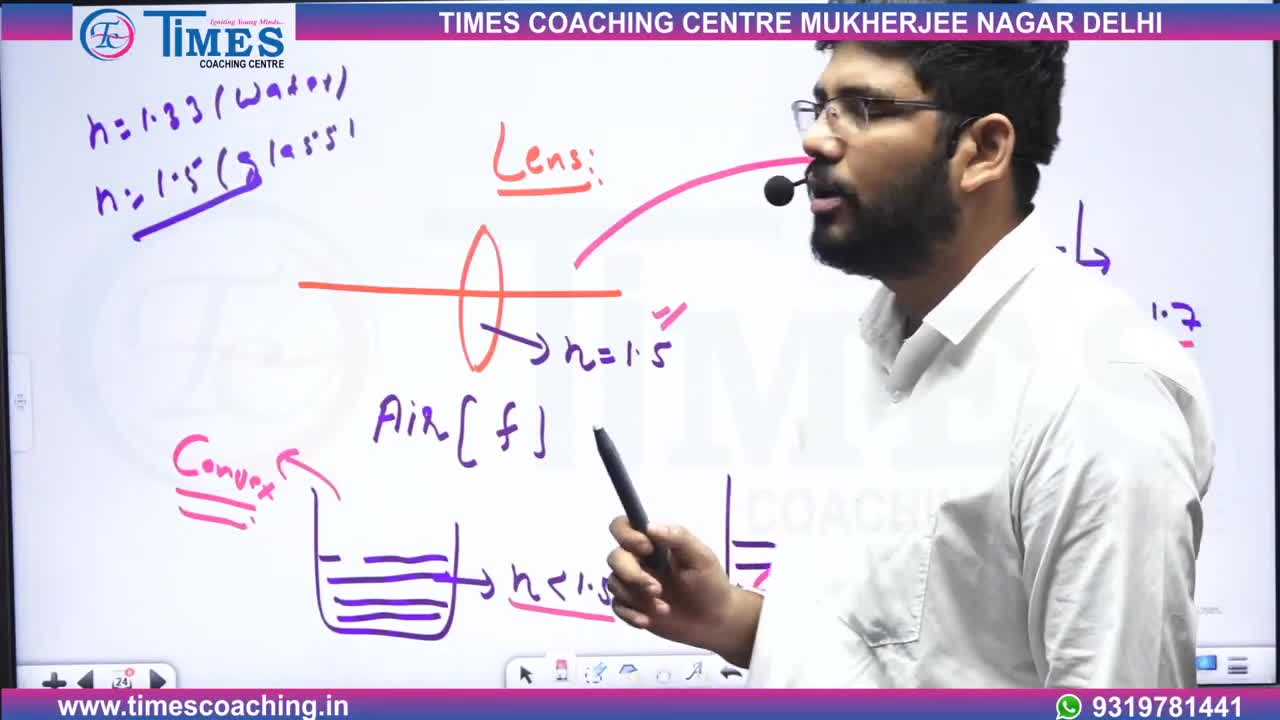 Igniting Young Minds...
TIMES
COACHING CENTRE
TIMES COACHING CENTRE MUKHERJEE NAGAR DELHI
n=1.33 (water)
n=1.5 (glass)
Lens:
n=1.5
1.7
Air [f]
Convex
n<1.5
24
www.timescoaching.in
9319781441